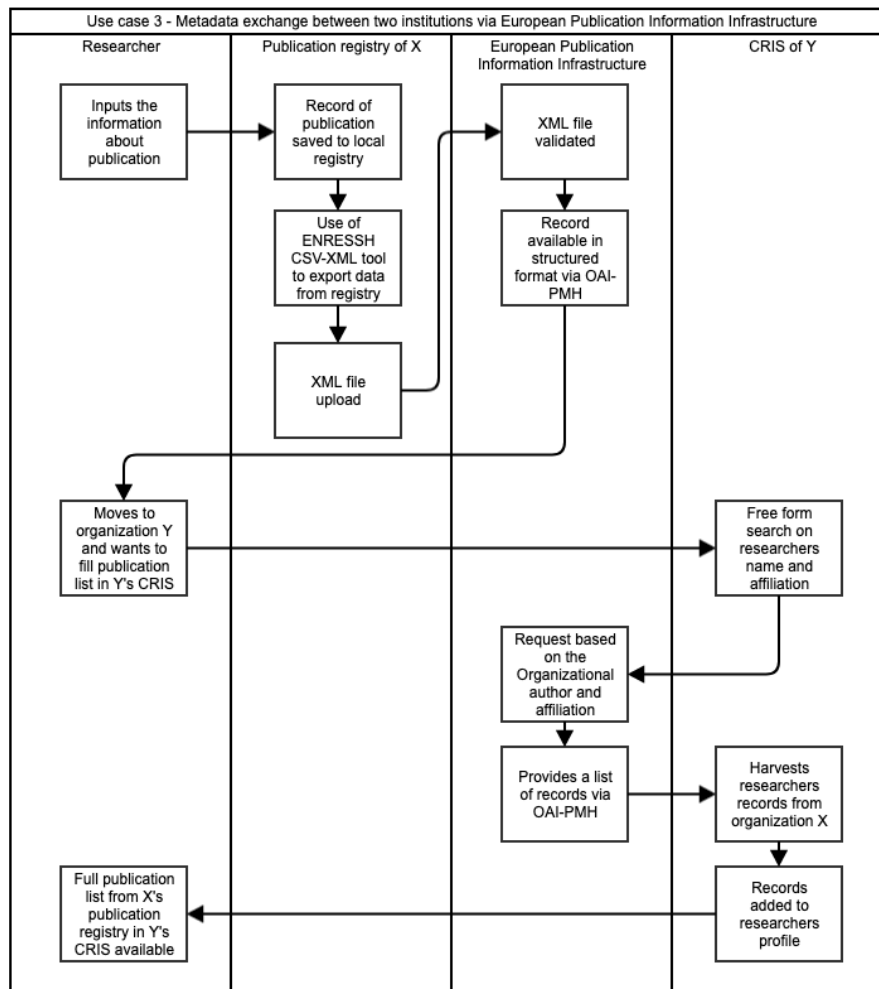 Use case 3 - Metadata exchange between two institutions via European Publication Information Infrastructure
Researcher
Publication registry of X
European Publication
Information Infrastructure
CRIS of Y
Inputs the
information
about
publication
Record of
publication
saved to local
registry
XML file
validated
Use of
ENRESSH
CSV-XML tool
to export data
from registry
Record
available in
structured
format via OAI-
PMH
XML file
upload
Moves to
organization Y
and wants to
fill publication
list in Y's CRIS
Free form
search on
researchers
name and
affiliation
Request based
on the
Organizational
author and
affiliation
Provides a list
of records via
OAI-PMH
Harvests
researchers
records from
organization X
Full publication
list from X's
publication
registry in Y's
CRIS available
Records
added to
researchers
profile